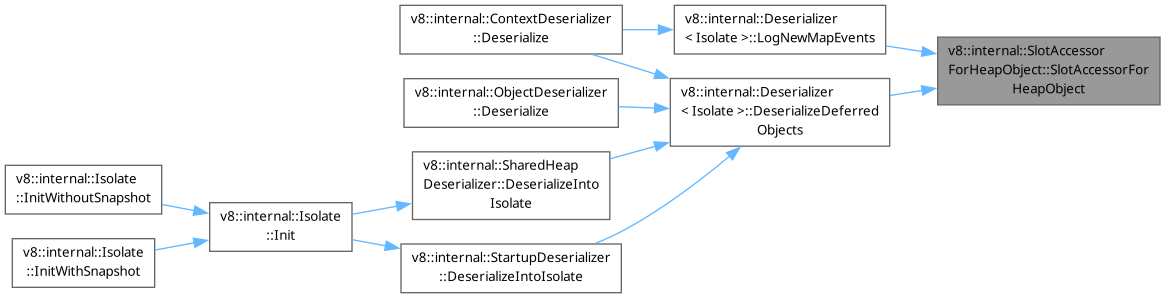 v8::internal::ContextDeserializer
::Deserialize
v8::internal::Deserializer
< Isolate >::LogNewMapEvents
v8::internal::SlotAccessor
ForHeapObject::SlotAccessorFor
HeapObject
v8::internal::ObjectDeserializer
::Deserialize
v8::internal::Deserializer
< Isolate >::DeserializeDeferred
Objects
v8::internal::SharedHeap
Deserializer::DeserializeInto
Isolate
v8::internal::Isolate
::InitWithoutSnapshot
v8::internal::Isolate
::Init
v8::internal::Isolate
::InitWithSnapshot
v8::internal::StartupDeserializer
::DeserializeIntoIsolate